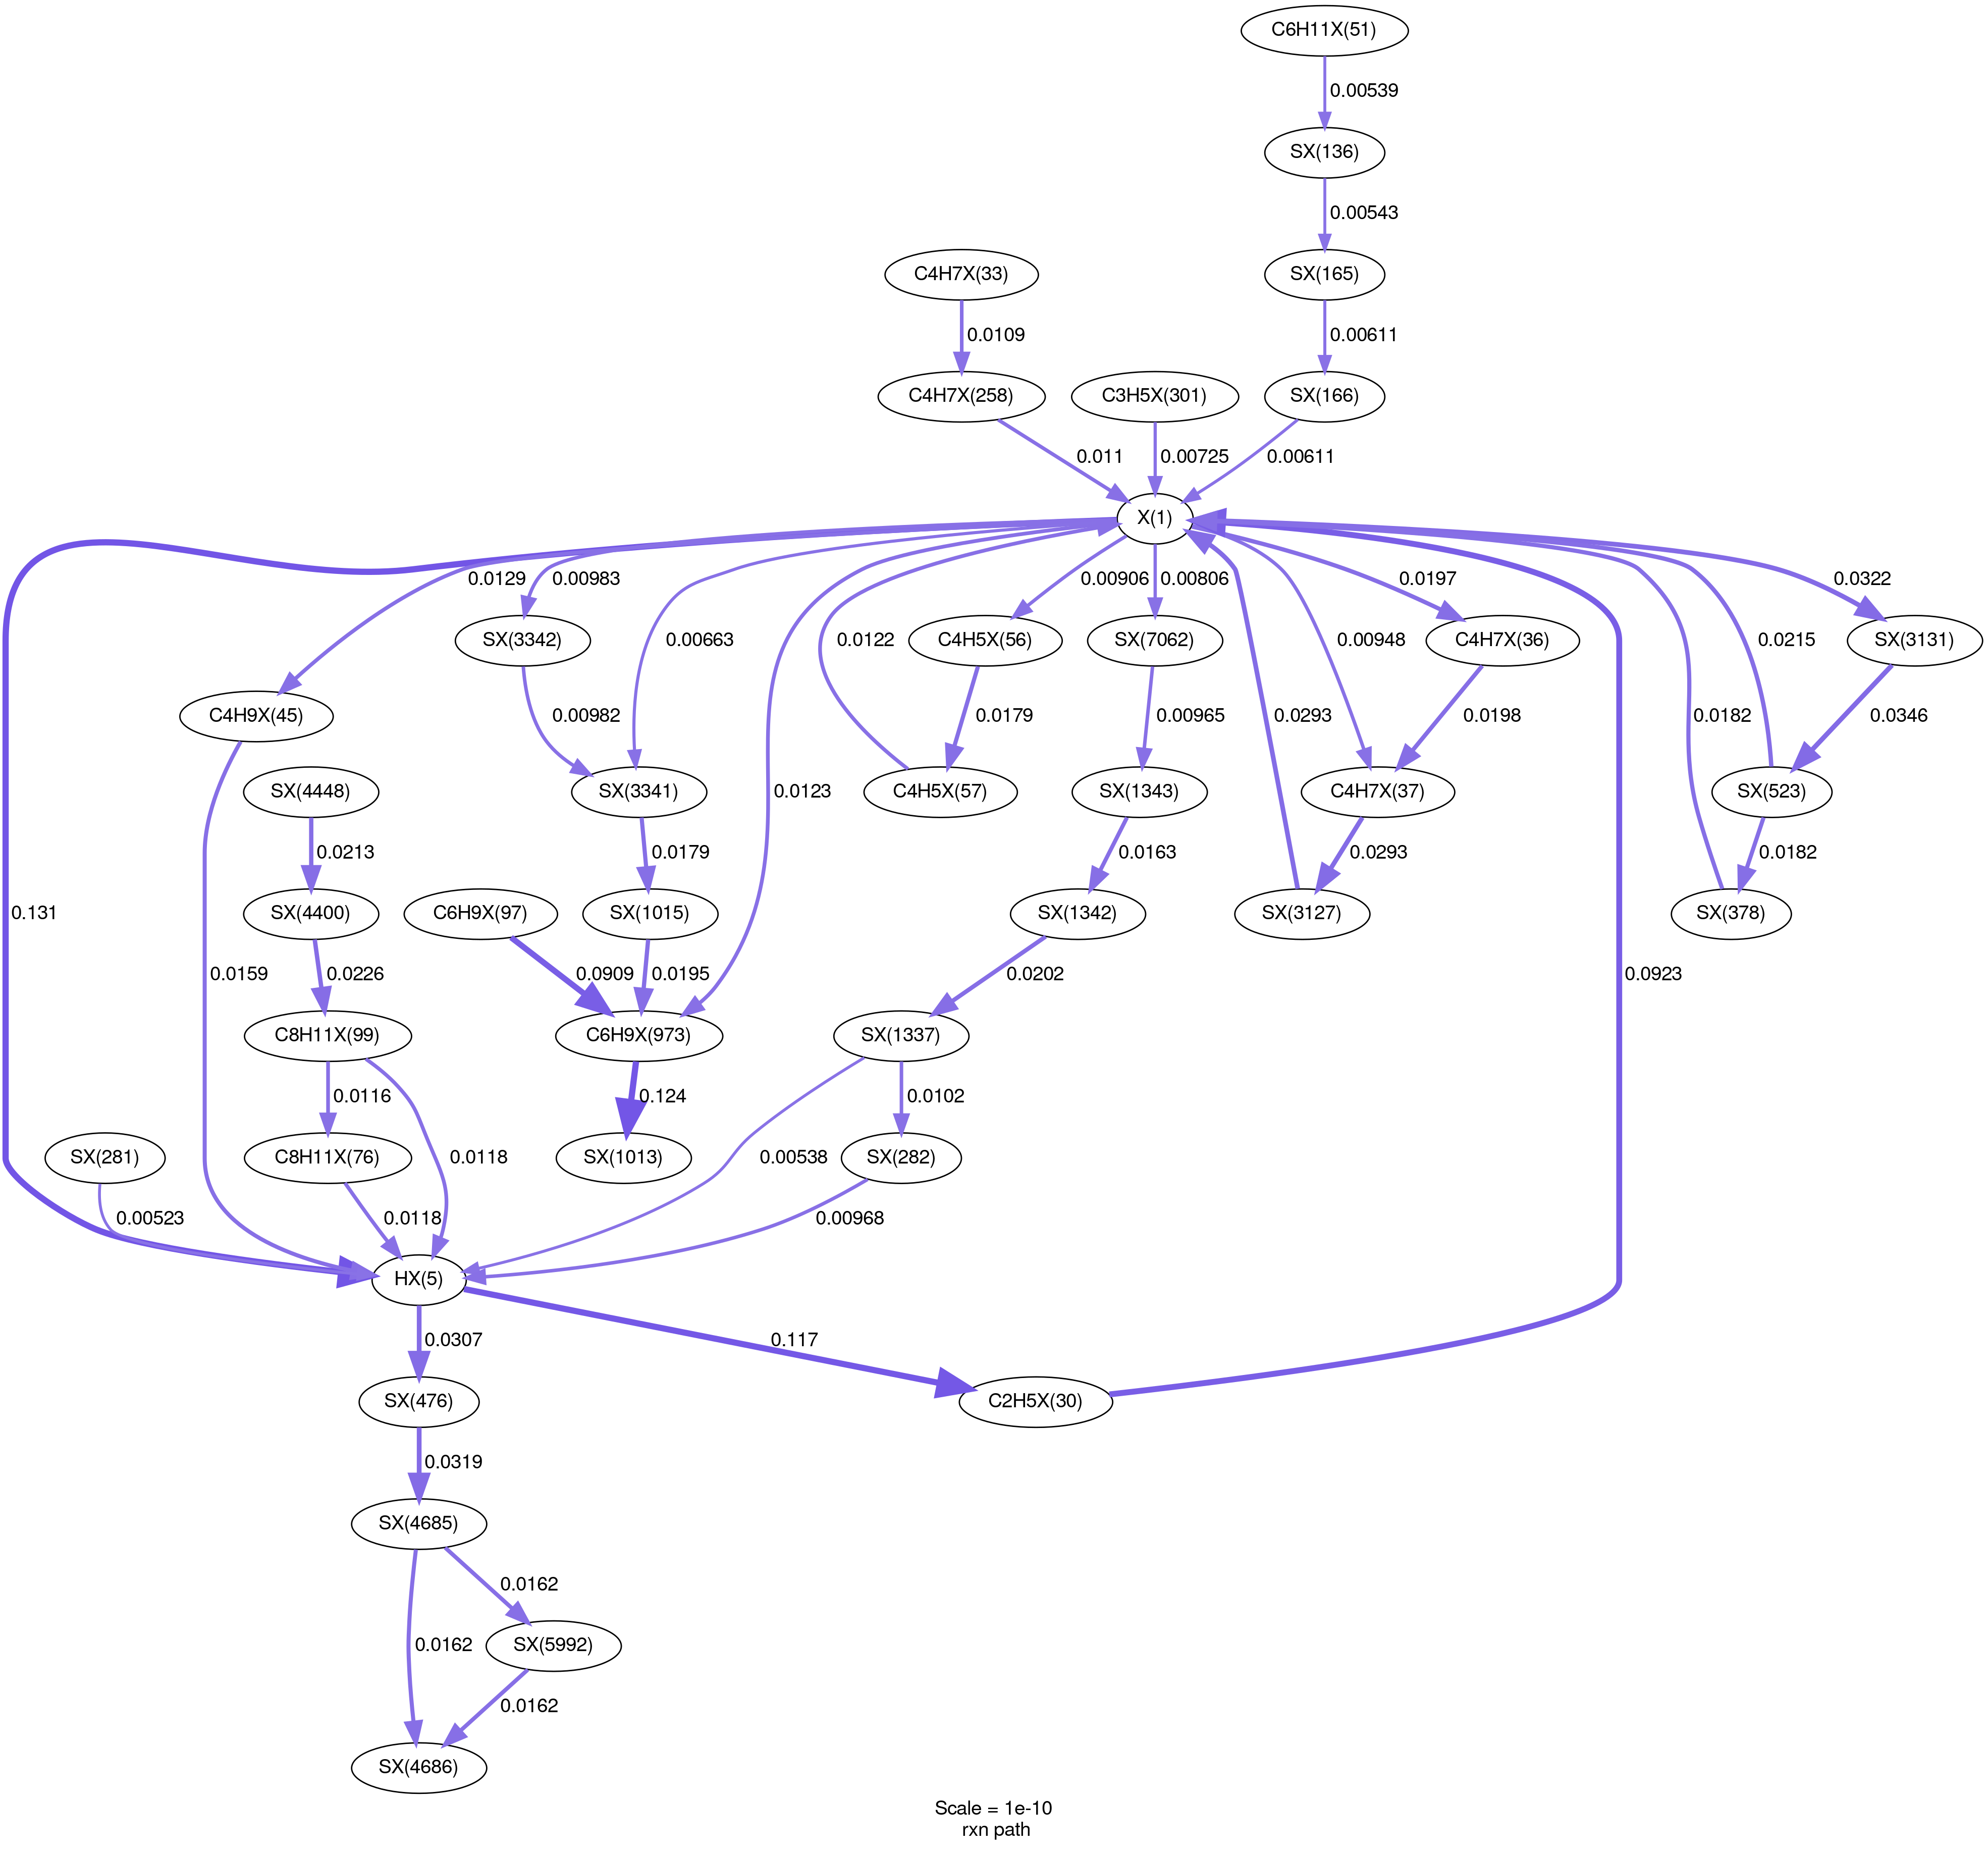 C6H11X(51)
0.00539
SX(136)
0.00543
C4H7X(33)
SX(165)
0.0109
0.00611
C4H7X(258)
C3H5X(301)
SX(166)
0.011
0.00725
0.00611
X(1)
0.0129
0.00983
0.00663
0.0123
0.0122
0.00906
0.00806
0.00948
0.0197
0.0182
0.0215
0.0322
SX(3342)
C4H5X(56)
SX(7062)
C4H7X(36)
SX(3131)
C4H9X(45)
0.00982
0.0179
0.00965
0.0293
0.0198
0.0346
SX(4448)
SX(3341)
C4H5X(57)
SX(1343)
C4H7X(37)
SX(523)
0.0213
0.0179
0.0163
0.0293
0.0182
0.131
SX(4400)
C6H9X(97)
SX(1015)
SX(1342)
SX(3127)
SX(378)
0.0159
0.0226
0.0909
0.0195
0.0202
0.0923
C8H11X(99)
C6H9X(973)
SX(1337)
0.0116
0.124
0.0102
SX(281)
C8H11X(76)
0.0118
SX(1013)
0.00538
SX(282)
0.00523
0.0118
0.00968
HX(5)
0.0307
0.117
SX(476)
C2H5X(30)
0.0319
SX(4685)
0.0162
0.0162
SX(5992)
0.0162
SX(4686)
Scale = 1e-10
rxn path